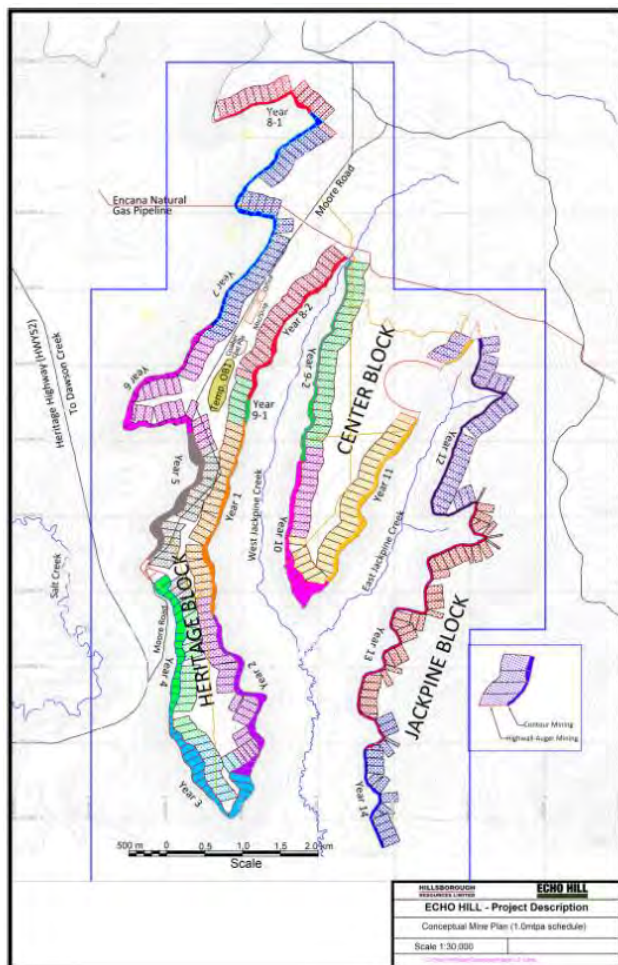 Year
8-1
Encana Natural
Gas Pipeline
Moore Road
Year 7
Year 8-2
Heritage Highway (HWY52)
To Dawson Creek
Year 6
Temp. OB1
Year
9-1
Year 9-2
CENTER BLOCK
Year 12
Year 5
Year 1
Year 11
West Jackpine Creek
Year 10
East Jackpine Creek
Salt Creek
Moore Road
HERITAGE BLOCK
Year 4
Year 2
Year 13
JACKPINE BLOCK
Contour Mining
Highwall-Auger Mining
Year 3
Year 14
500 m 0 0.5 1.0 1.5 2.0 km
Scale
HILLSBOROUGH
RESOURCES LIMITED
ECHO HILL
ECHO HILL - Project Description
Conceptual Mine Plan (1.0mtpa schedule)
Scale 1:30,000